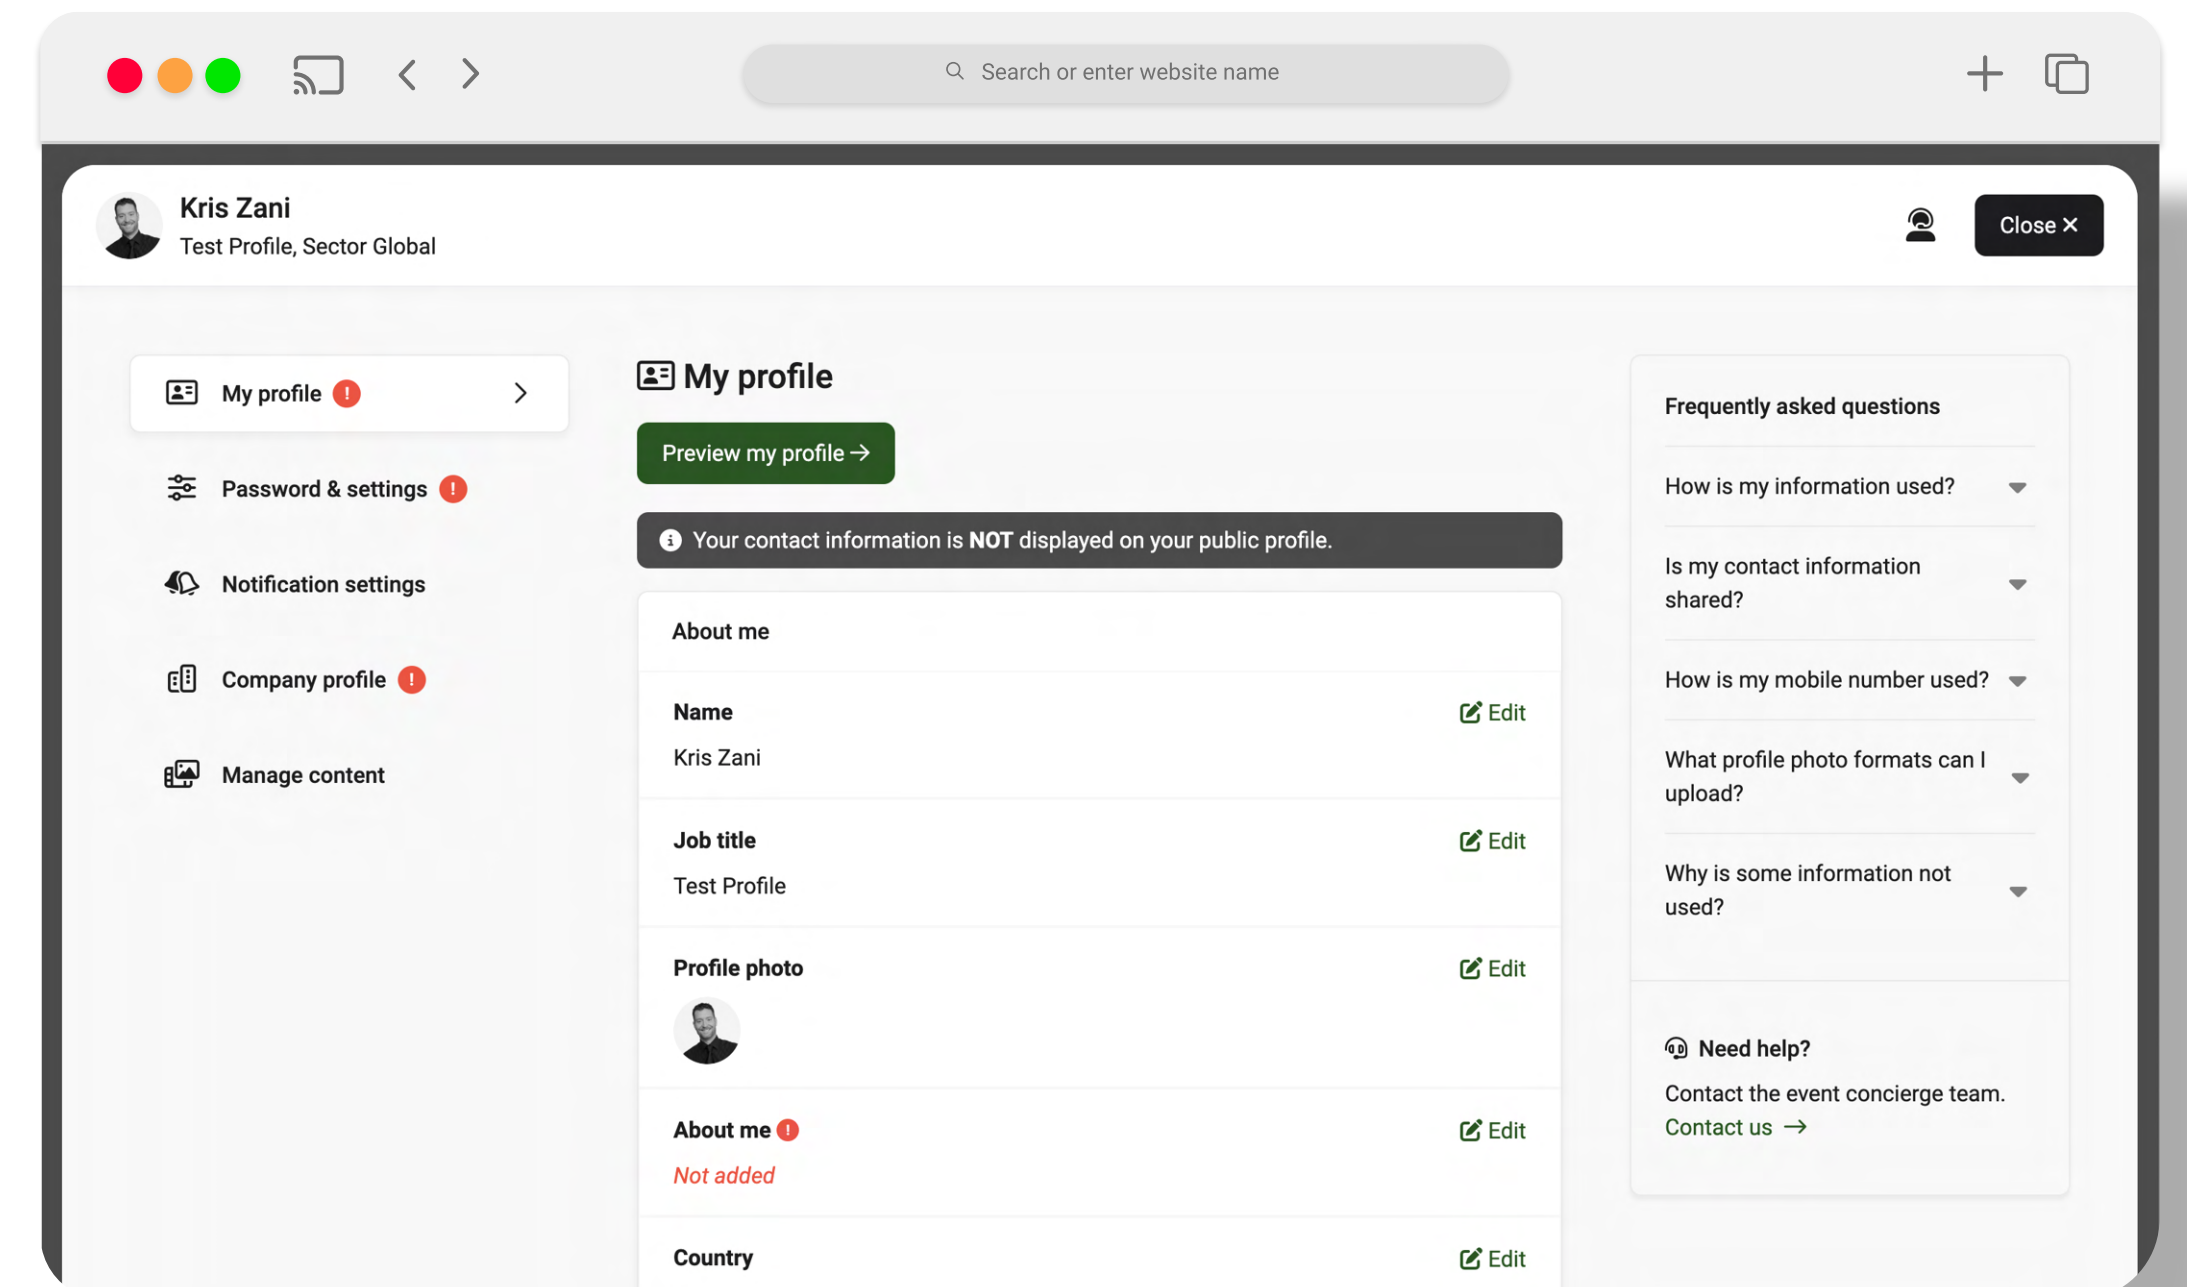 Search or enter website name
Kris Zani
Test Profile, Sector Global
Close
My profile
Password & settings
Notification settings
Company profile
Manage content
My profile
Preview my profile
Your contact information is NOT displayed on your public profile.
About me
Name
Edit
Kris Zani
Job title
Edit
Test Profile
Profile photo
Edit
About me
Edit
Not added
Country
Edit
Frequently asked questions
How is my information used?
Is my contact information
shared?
How is my mobile number used?
What profile photo formats can I
upload?
Why is some information not
used?
Need help?
Contact the event concierge team.
Contact us